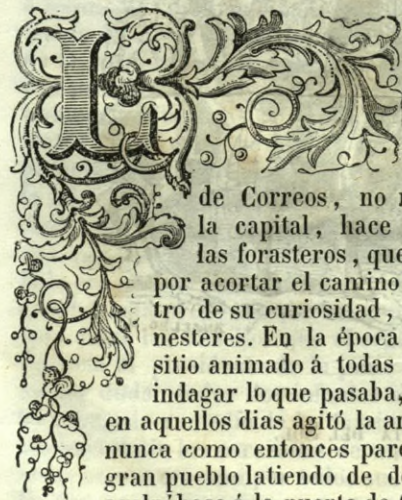 L
de Correos, no
la capital, hace
las forasteros, que
por acortar el camino
tro de su curiosidad,
nesteres. En la época
sitio animado á todas
indagar lo que pasaba,
en aquellos dias agitó la
nunca como entonces
gran pueblo latiendo de